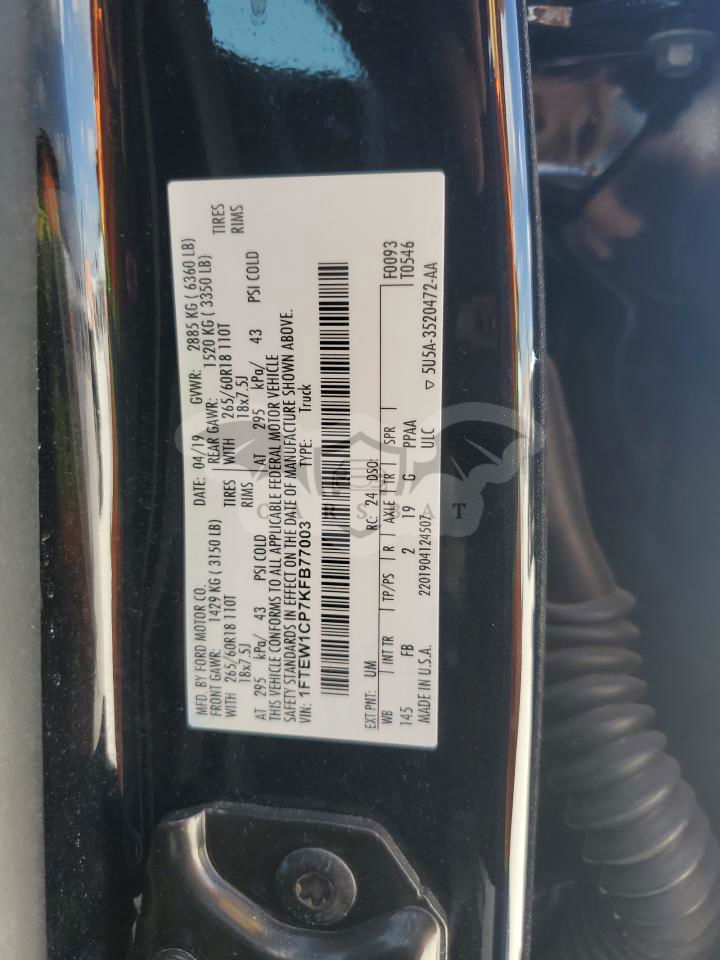 MFD. BY FORD MOTOR CO. DATE: 04/19 GVWR: 2885 KG ( 6360 LB)
FRONT GAWR: 1429 KG ( 3150 LB) REAR GAWR: 1520 KG ( 3350 LB)
WITH 265/60R18 110T TIRES WITH 265/60R18 110T TIRES
18x7.5J RIMS 18x7.5J RIMS
AT 295 kPa/ 43 PSI COLD AT 295 kPa/ 43 PSI COLD
THIS VEHICLE CONFORMS TO ALL APPLICABLE FEDERAL MOTOR VEHICLE
SAFETY STANDARDS IN EFFECT ON THE DATE OF MANUFACTURE SHOWN ABOVE.
VIN: 1FTEW1CP7KFB77003 TYPE: Truck
EXT PNT: UM RC: 24 DSO: F0093
WB INT TR TP/PS R AXLE TR SPR T0546
145 FB 2 19 G PPAA
MADE IN U.S.A. 2201904124507 ULC ▽ 5U5A-3520472-AA
CARSBAT